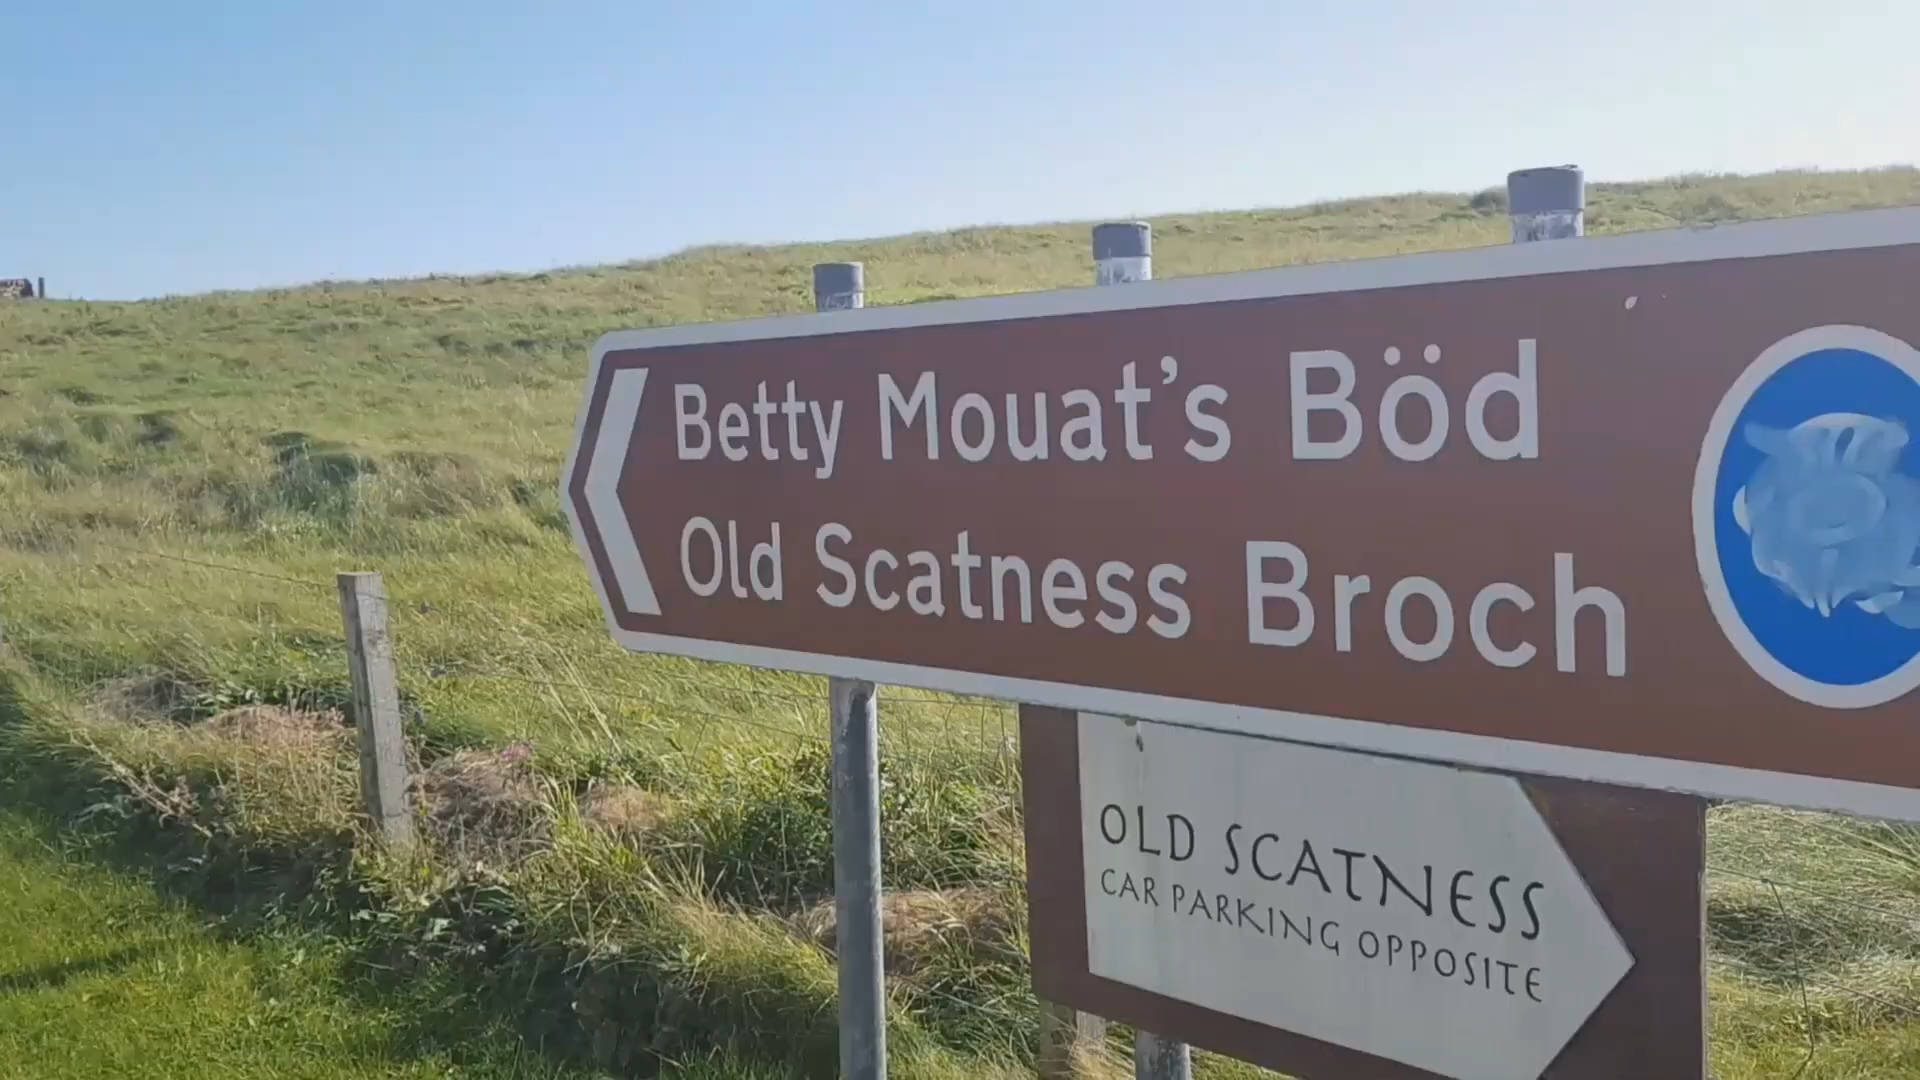 Betty Mouat's Böd
Old Scatness Broch
OLD SCATNESS
CAR PARKING OPPOSITE